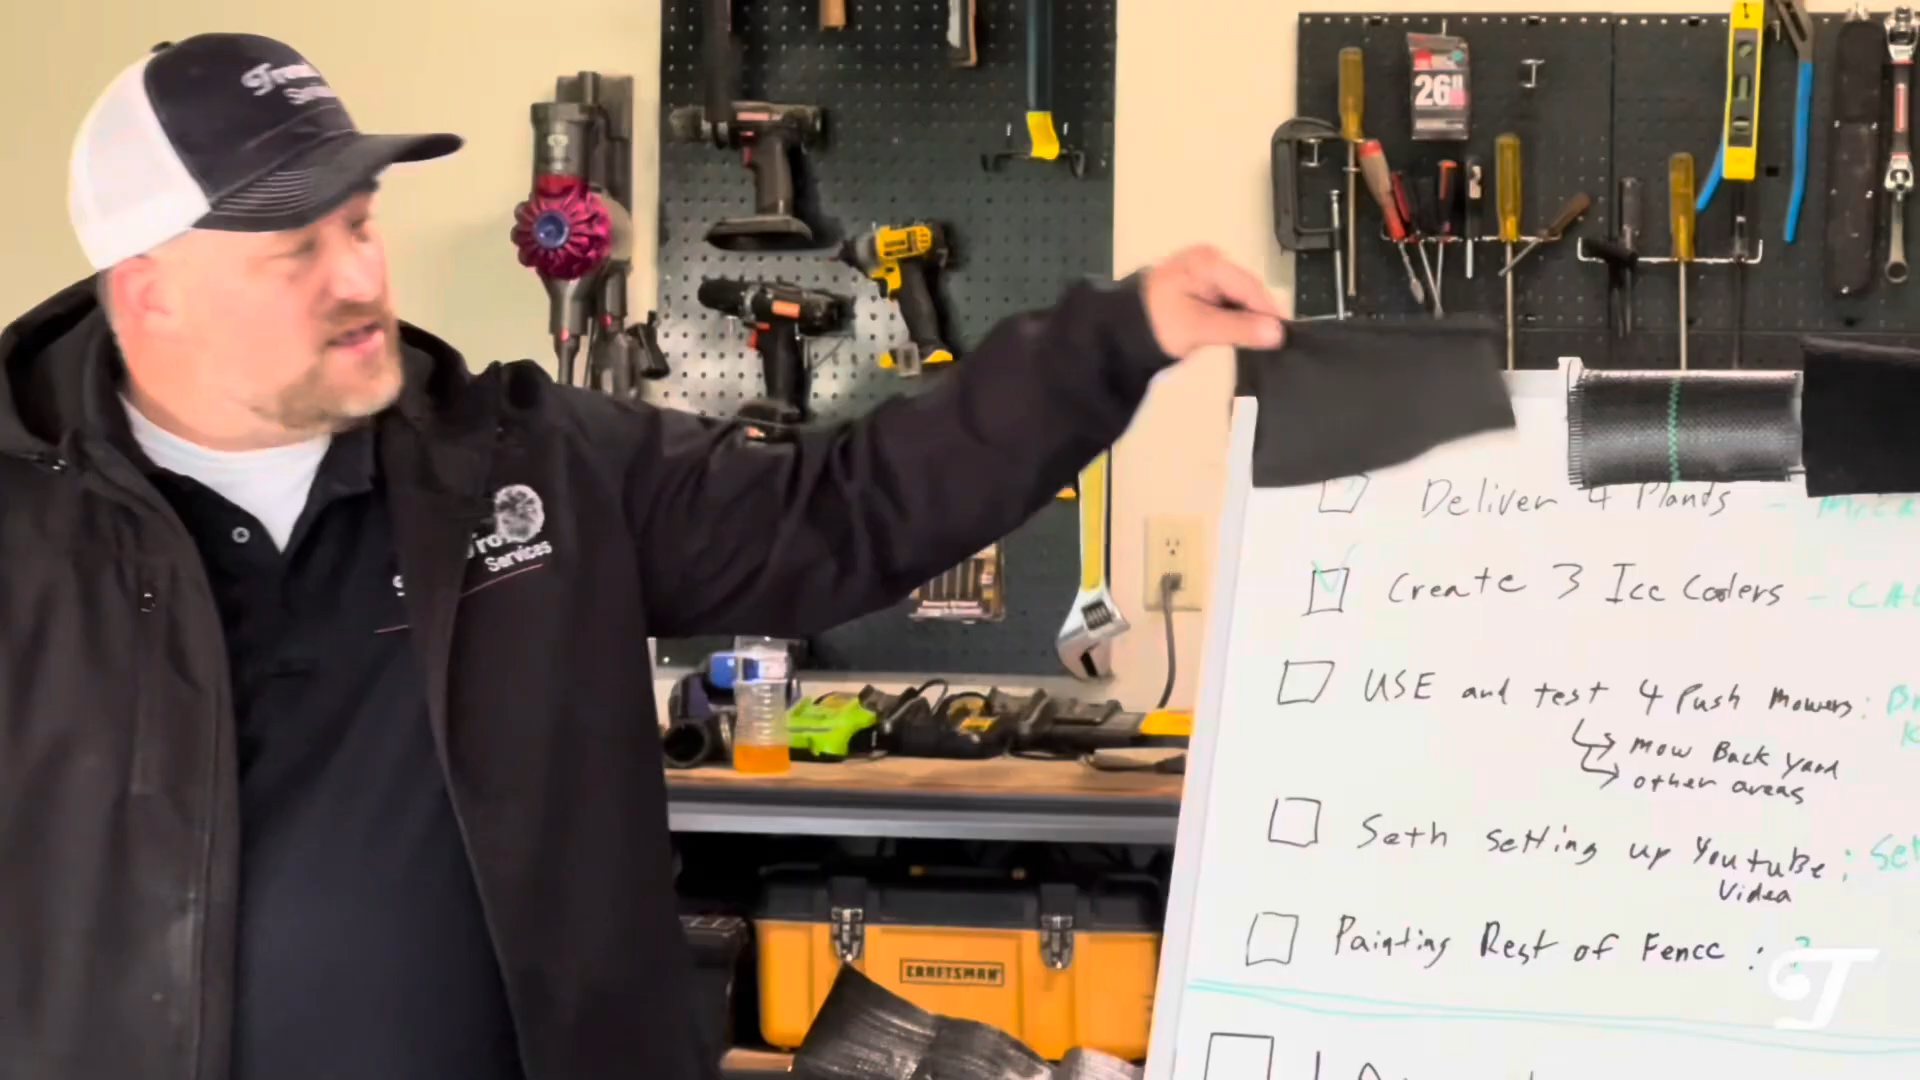 26"
Services
Deliver 4 Plants -
Create 3 Ice Coolers -
USE and test 4 Push Mowers:
mow Back yard
other areas
Seth setting up Youtube:
Video
Painting Rest of Fence : ?
CRAFTSMAN